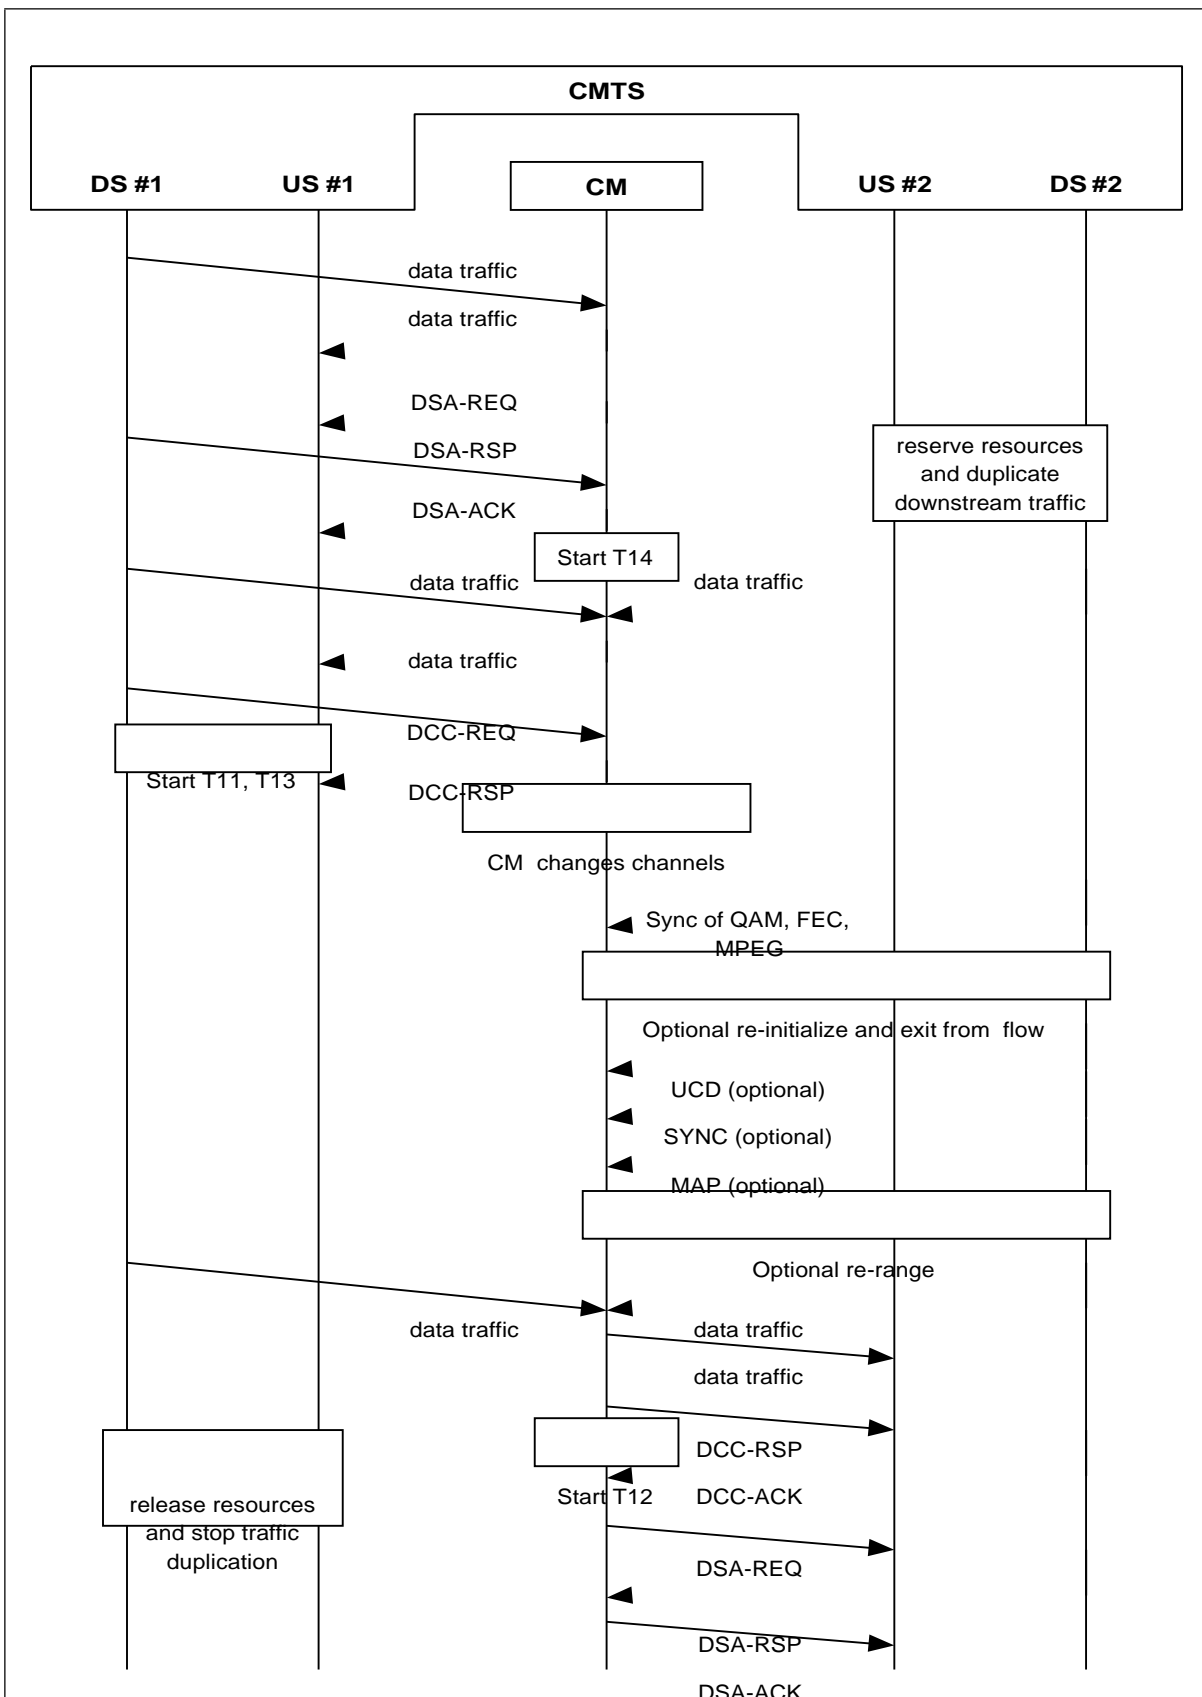 CMTS
DS #1
US #1
CM
US #2
DS #2
data traffic
data traffic
DSA-REQ
DSA-RSP
reserve resources
and duplicate
downstream traffic
DSA-ACK
Start T14
data traffic
data traffic
data traffic
DCC-REQ
Start T11, T13
DCC-RSP
CM  changes channels
Sync of QAM, FEC,
MPEG
Optional re-initialize and exit from  flow
UCD (optional)
SYNC (optional)
MAP (optional)
Optional re-range
data traffic
data traffic
data traffic
DCC-RSP
Start T12
DCC-ACK
release resources
and stop traffic
duplication
DSA-REQ
DSA-RSP
DSA-ACK